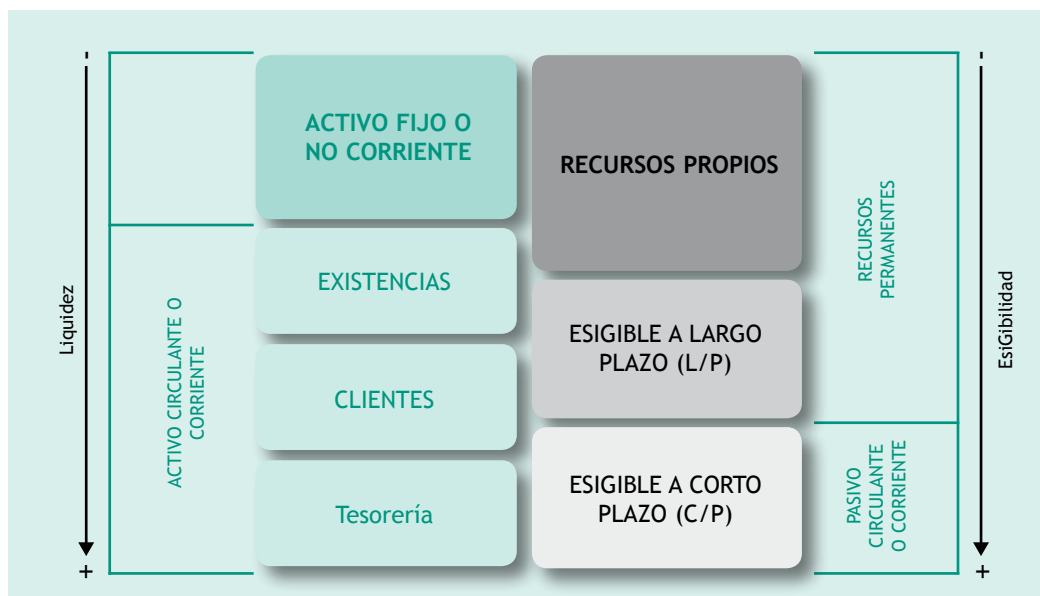 -
Liquidez
+
ACTIVO CIRCULANTE O
CORRIENTE
ACTIVO FIJO O
NO CORRIENTE
EXISTENCIAS
CLIENTES
Tesorería
RECURSOS PROPIOS
ESIGIBLE A LARGO
PLAZO (L/P)
ESIGIBLE A CORTO
PLAZO (C/P)
RECURSOS
PERMANENTES
PASIVO
CIRCULANTE
O CORRIENTE
-
EsiGibilidad
+